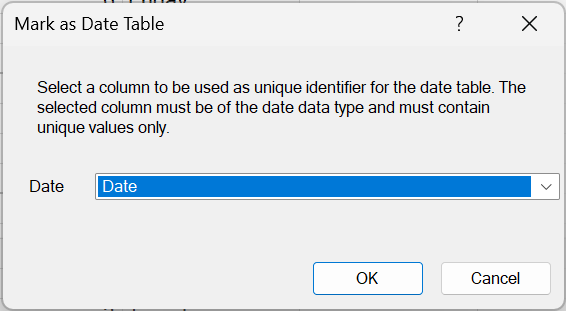 Mark as Date Table
?
Select a column to be used as unique identifier for the date table. The
selected column must be of the date data type and must contain
unique values only.
Date Date
OK Cancel